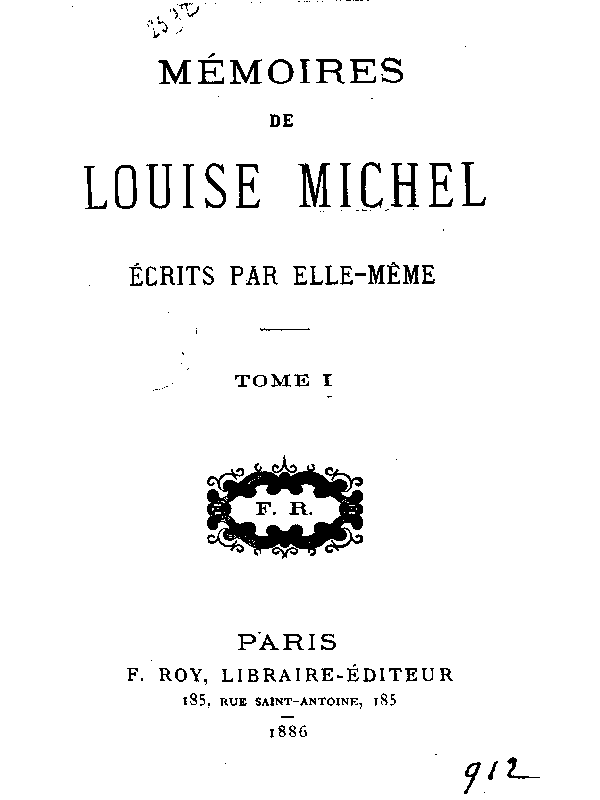 2532
MÉMOIRES
DE
LOUISE MICHEL
ÉCRITS PAR ELLE-MÊME
TOME I
F. R.
PARIS
F. ROY, LIBRAIRE-ÉDITEUR
185, RUE SAINT-ANTOINE, 185
1886
912